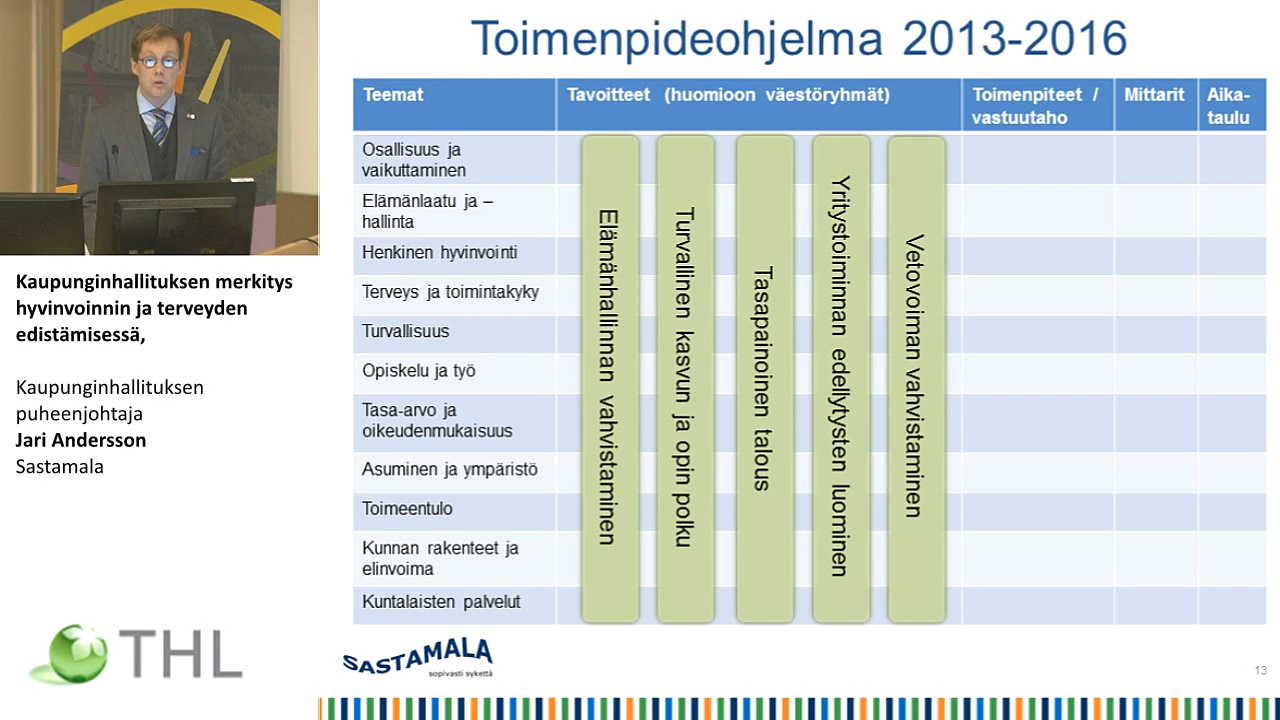 Toimenpideohjelma 2013-2016
Teemat
Tavoitteet (huomioon väestöryhmät)
Toimenpiteet /
vastuutaho
Mittarit
Aika-
taulu
Osallisuus ja
vaikuttaminen
Elämänlaatu ja –
hallinta
Henkinen hyvinvointi
Terveys ja toimintakyky
Turvallisuus
Opiskelu ja työ
Tasa-arvo ja
oikeudenmukaisuus
Asuminen ja ympäristö
Toimeentulo
Kunnan rakenteet ja
elinvoima
Kuntalaisten palvelut
Elämänhallinnan vahvistaminen
Turvallinen kasvun ja opin polku
Tasapainoinen talous
Yritystoiminnan edellytysten luominen
Vetovoiman vahvistaminen
Kaupunginhallituksen merkitys
hyvinvoinnin ja terveyden
edistämisessä,
Kaupunginhallituksen
puheenjohtaja
Jari Andersson
Sastamala
THL
SASTAMALA
sopivasti sykettä
13